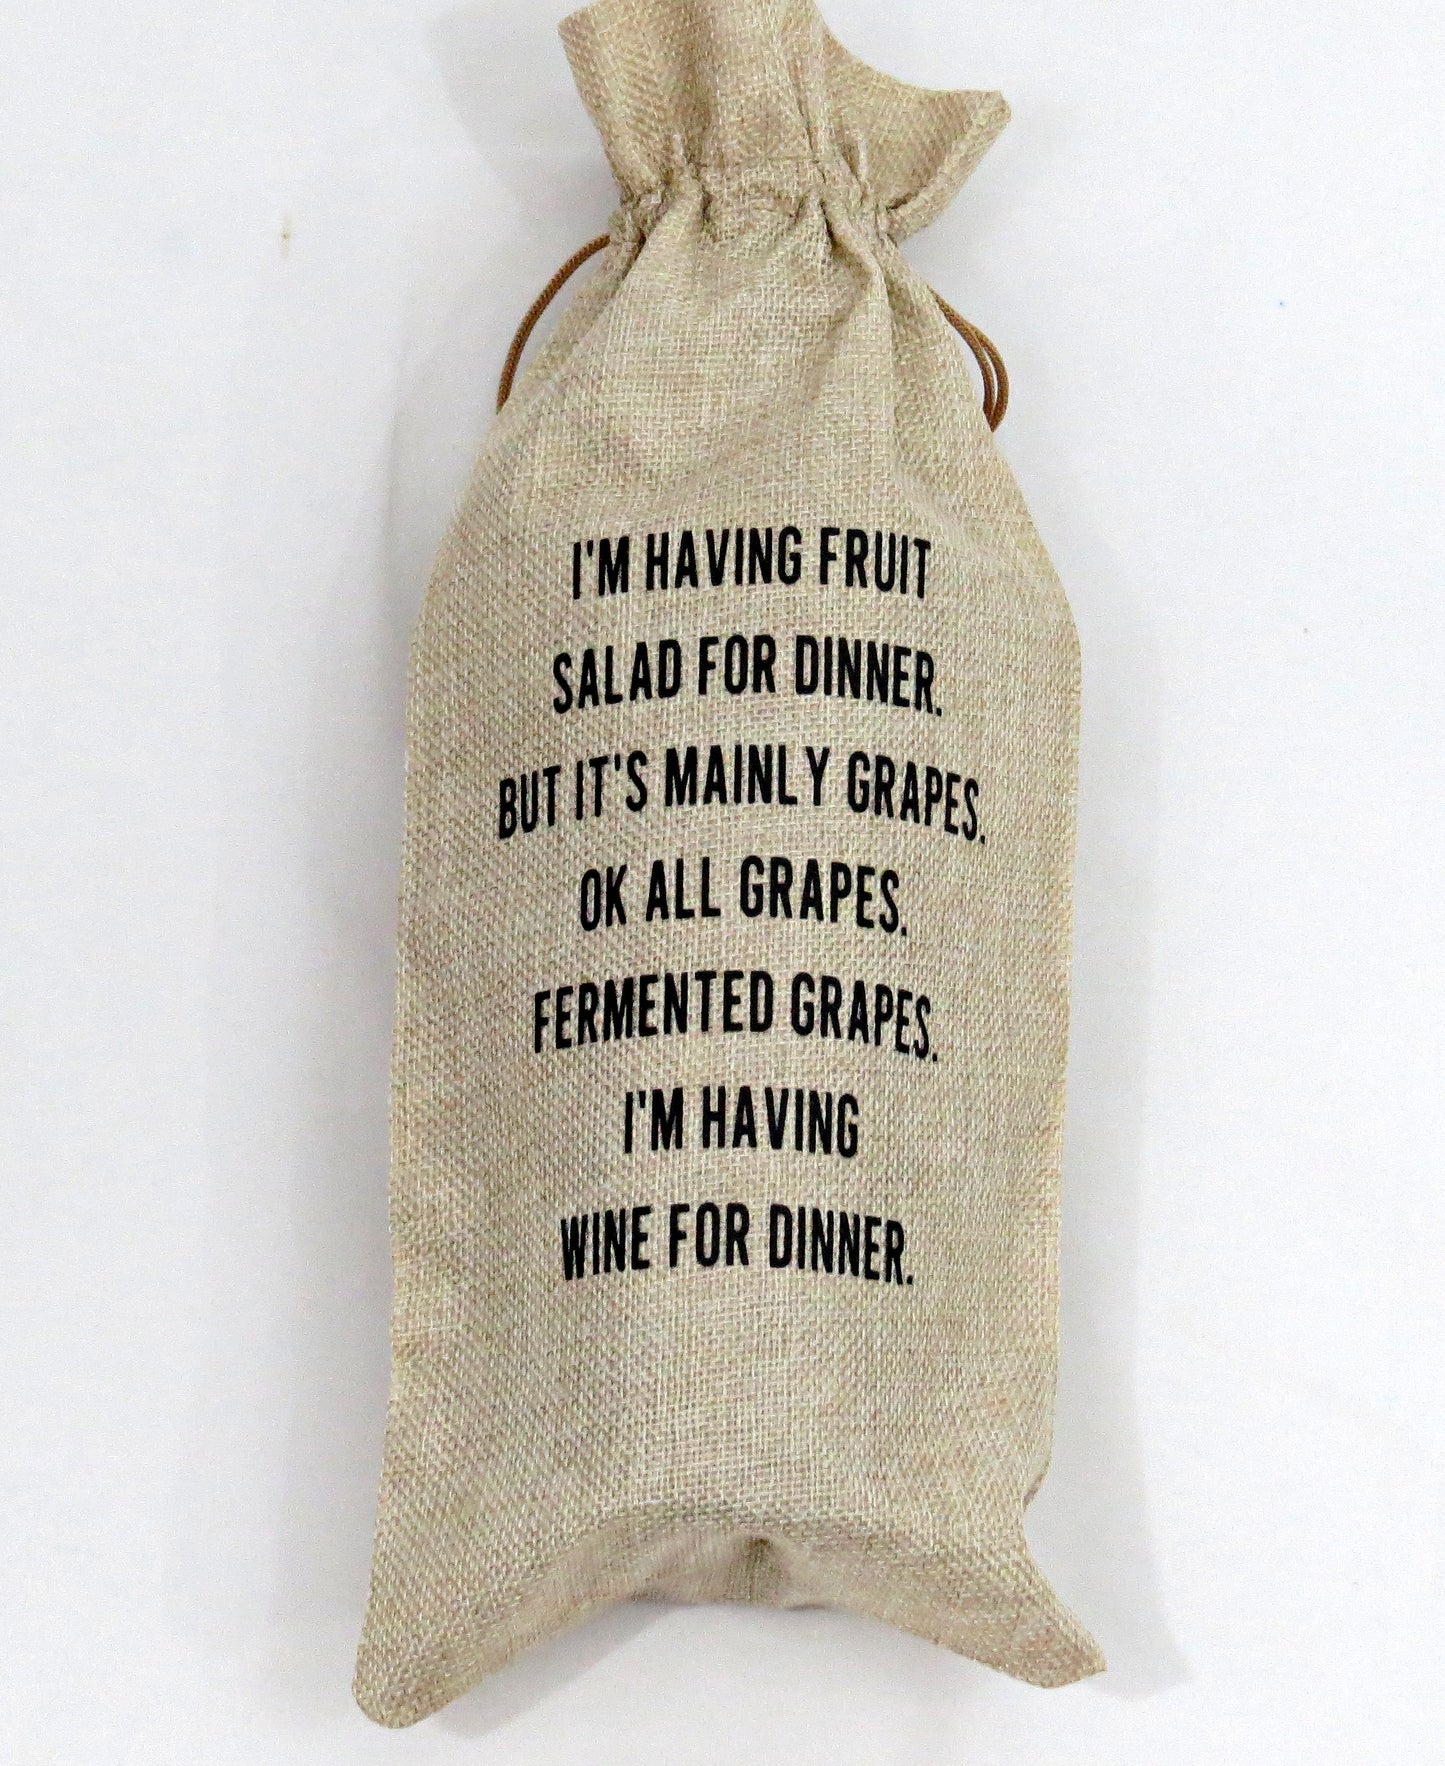 I'M HAVING FRUIT
SALAD FOR DINNER.
BUT IT'S MAINLY GRAPES.
OK ALL GRAPES.
FERMENTED GRAPES.
I'M HAVING
WINE FOR DINNER.